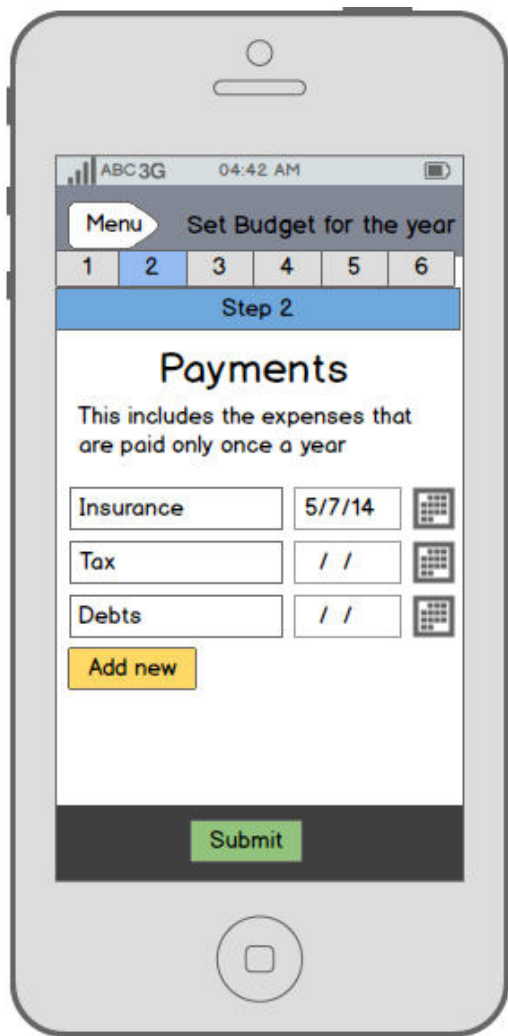 ABC 3G 04:42 AM
Menu Set Budget for the year
1 2 3 4 5 6
Step 2
Payments
This includes the expenses that
are paid only once a year
Insurance 5/7/14
Tax / /
Debts / /
Add new
Submit